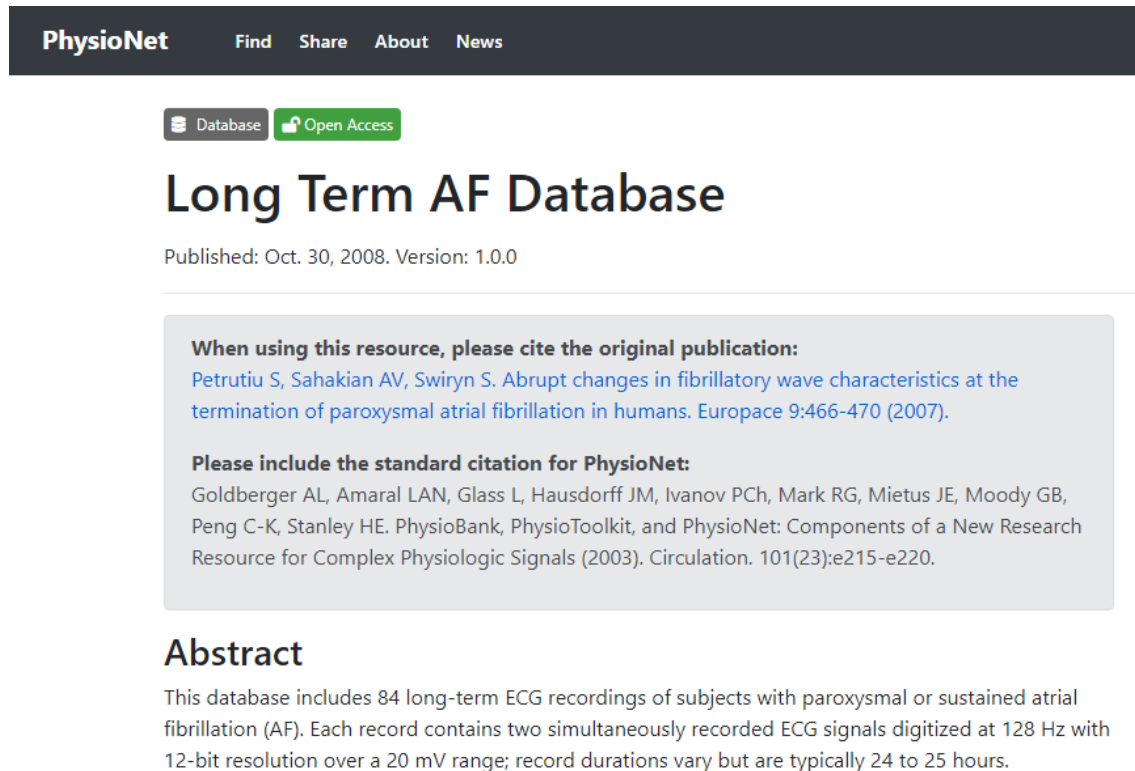 PhysioNet Find Share About News
Database Open Access
Long Term AF Database
Published: Oct. 30, 2008. Version: 1.0.0
When using this resource, please cite the original publication:
Petrutiu S, Sahakian AV, Swiryn S. Abrupt changes in fibrillatory wave characteristics at the
termination of paroxysmal atrial fibrillation in humans. Europace 9:466-470 (2007).
Please include the standard citation for PhysioNet:
Goldberger AL, Amaral LAN, Glass L, Hausdorff JM, Ivanov PCh, Mark RG, Mietus JE, Moody GB,
Peng C-K, Stanley HE. PhysioBank, PhysioToolkit, and PhysioNet: Components of a New Research
Resource for Complex Physiologic Signals (2003). Circulation. 101(23):e215-e220.
Abstract
This database includes 84 long-term ECG recordings of subjects with paroxysmal or sustained atrial
fibrillation (AF). Each record contains two simultaneously recorded ECG signals digitized at 128 Hz with
12-bit resolution over a 20 mV range; record durations vary but are typically 24 to 25 hours.